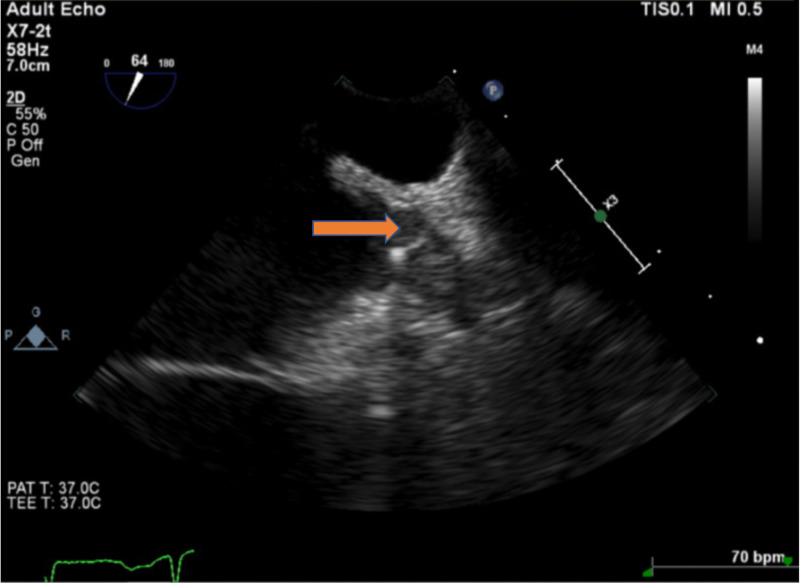 Adult Echo
TIS0.1 MI 0.5
X7-2t
58Hz
7.0cm
0 64 180
M4
P
2D
55%
C 50
P Off
Gen
X3
G
P R
PAT T: 37.0C
TEE T: 37.0C
70 bpm